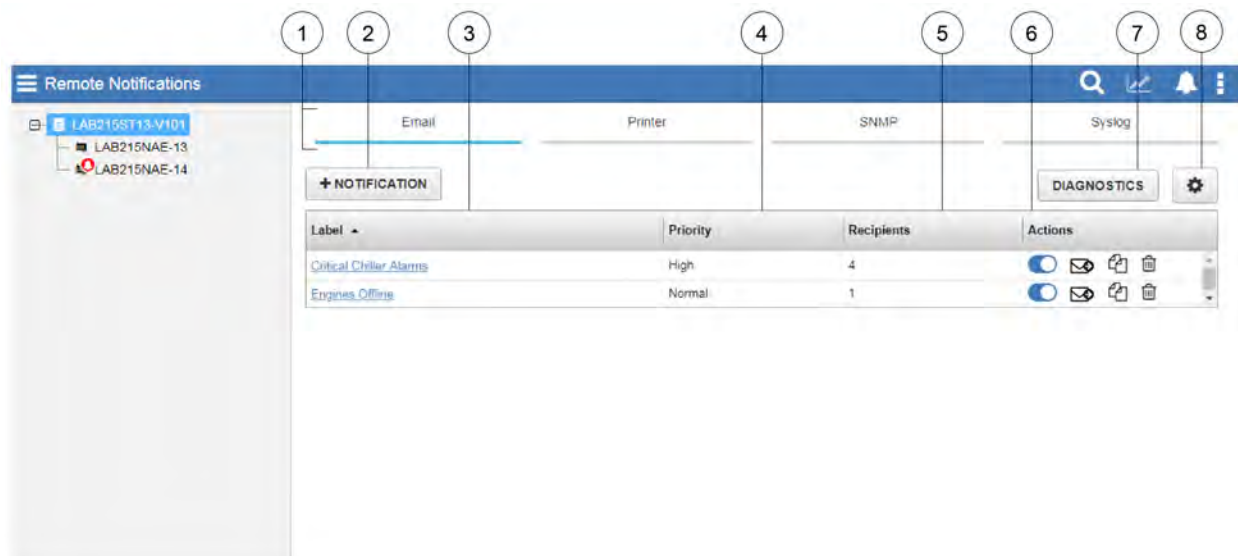 1 2 3 4 5 6 7 8
Remote Notifications
LAB215ST13-V101
LAB215NAE-13
LAB215NAE-14
Email Printer SNMP Syslog
+ NOTIFICATION DIAGNOSTICS
Label Priority Recipients Actions
Critical Chiller Alarms High 4
Engines Offline Normal 1